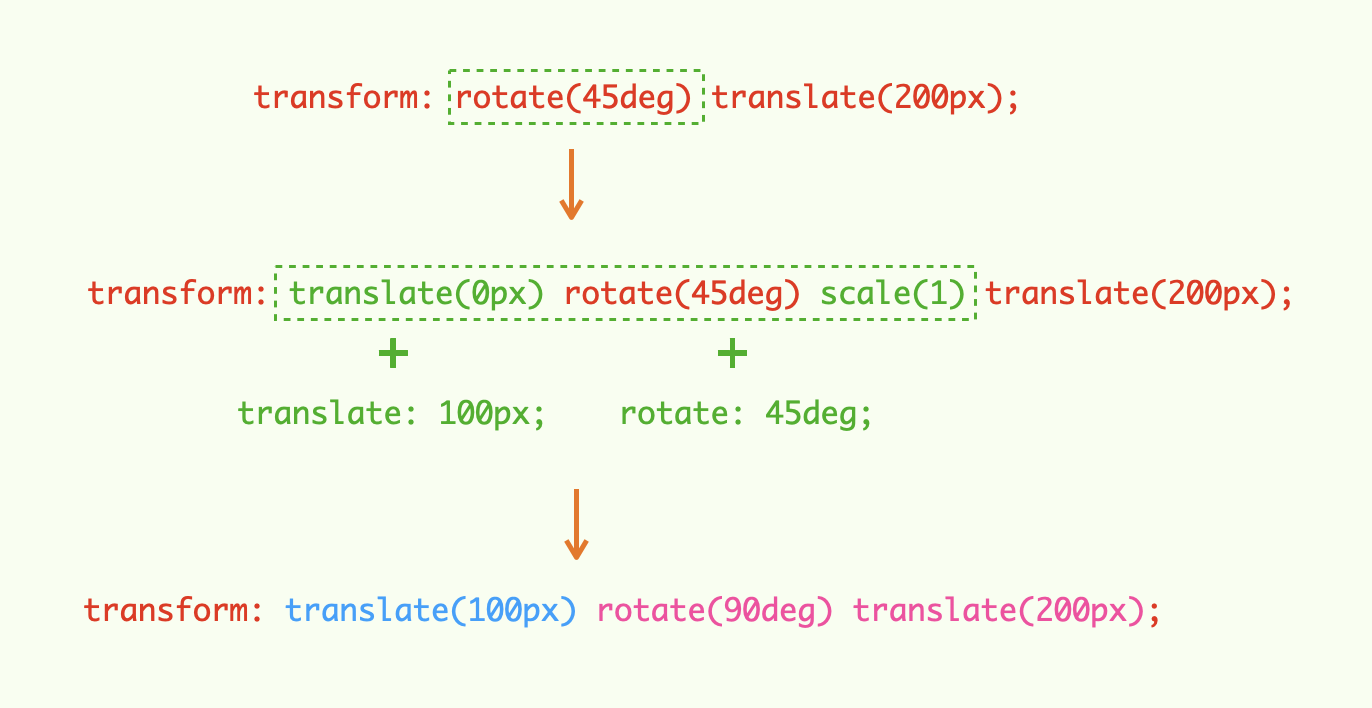 transform: rotate(45deg) translate(200px);
transform: translate(0px) rotate(45deg) scale(1) translate(200px);
+ +
translate: 100px; rotate: 45deg;
transform: translate(100px) rotate(90deg) translate(200px);